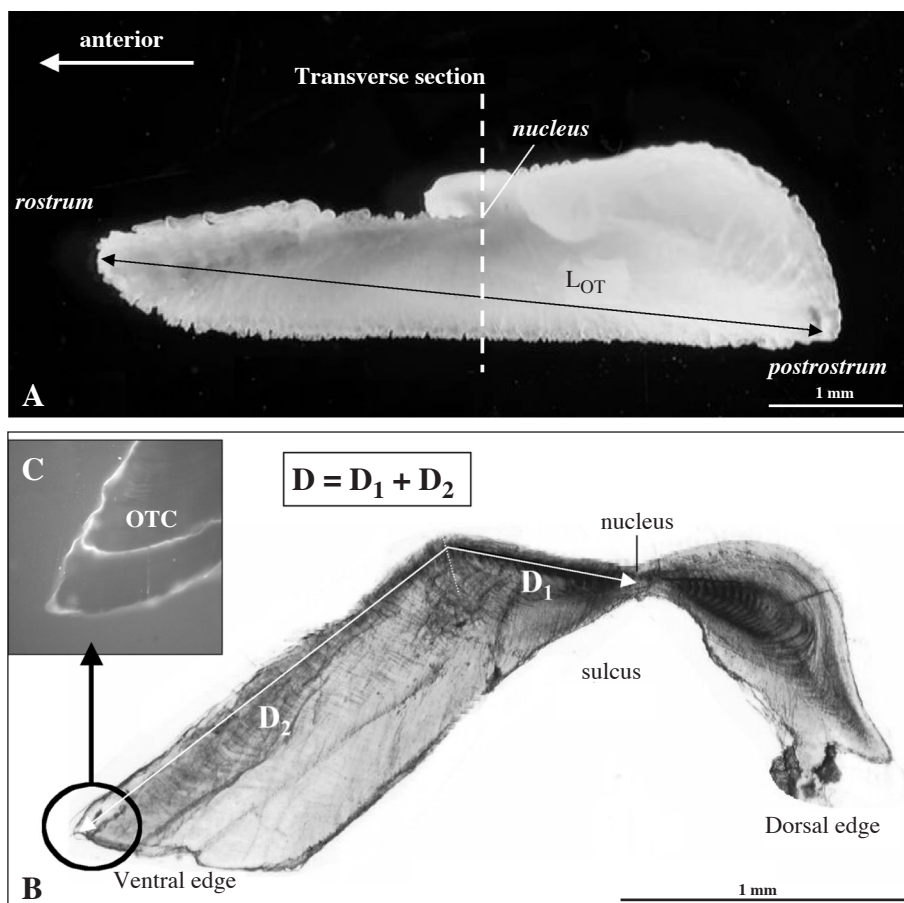 anterior
Transverse section
nucleus
rostrum
L_OT
postrostrum
A
1 mm
C
D = D₁ + D₂
OTC
nucleus
D₁
sulcus
D₂
Dorsal edge
Ventral edge
B
1 mm